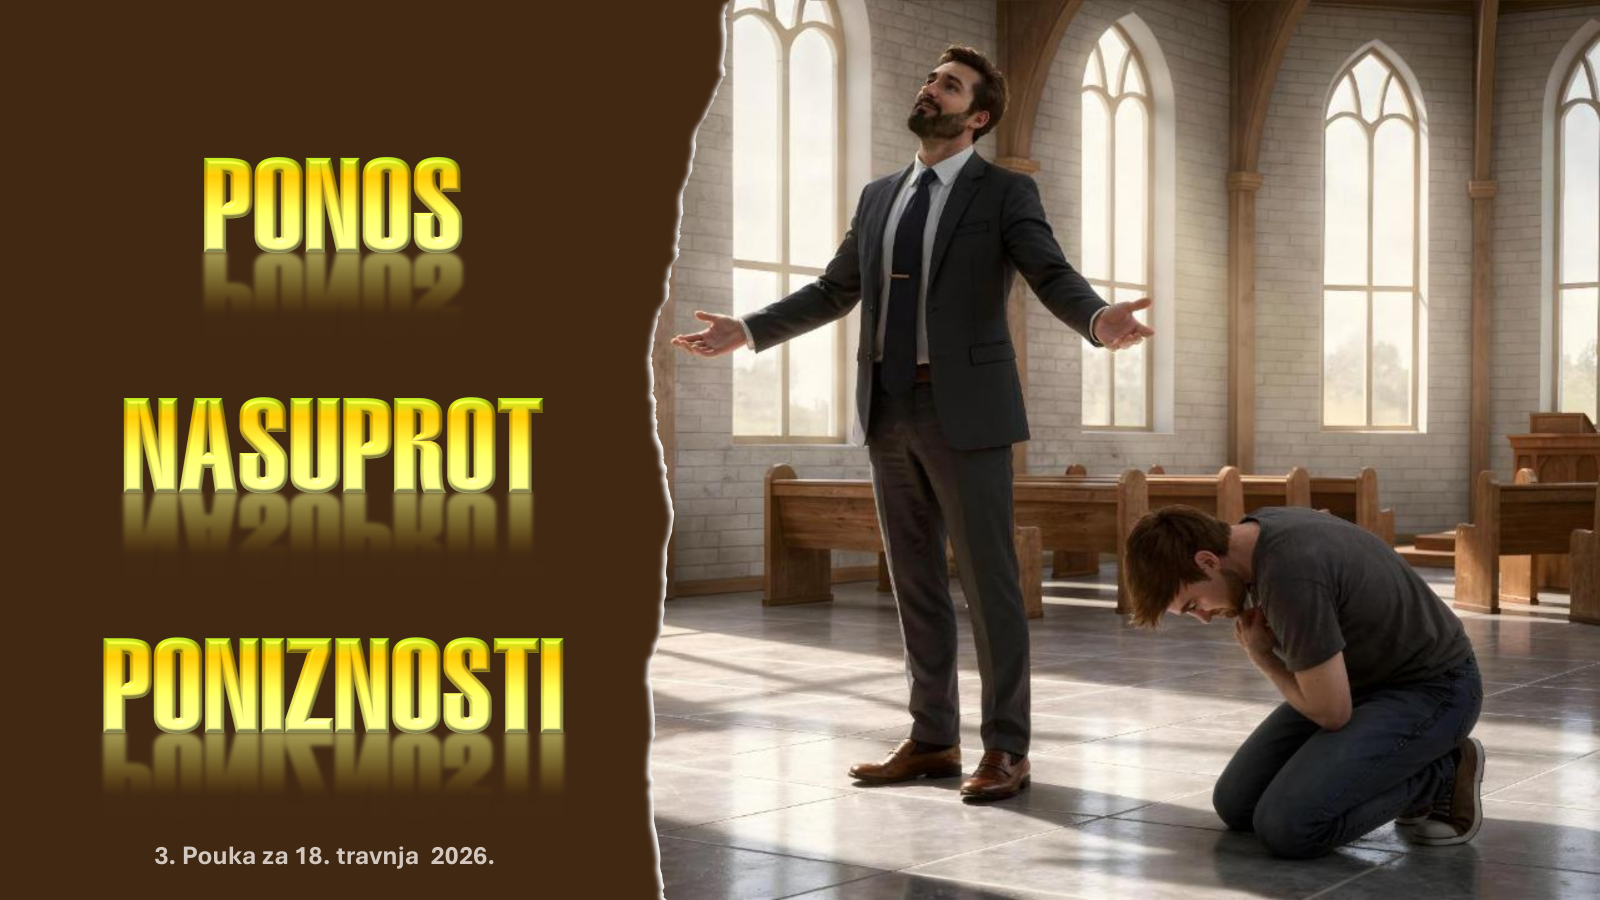 PONOS
NASUPROT
PONIZNOSTI
3. Pouka za 18. travnja 2026.